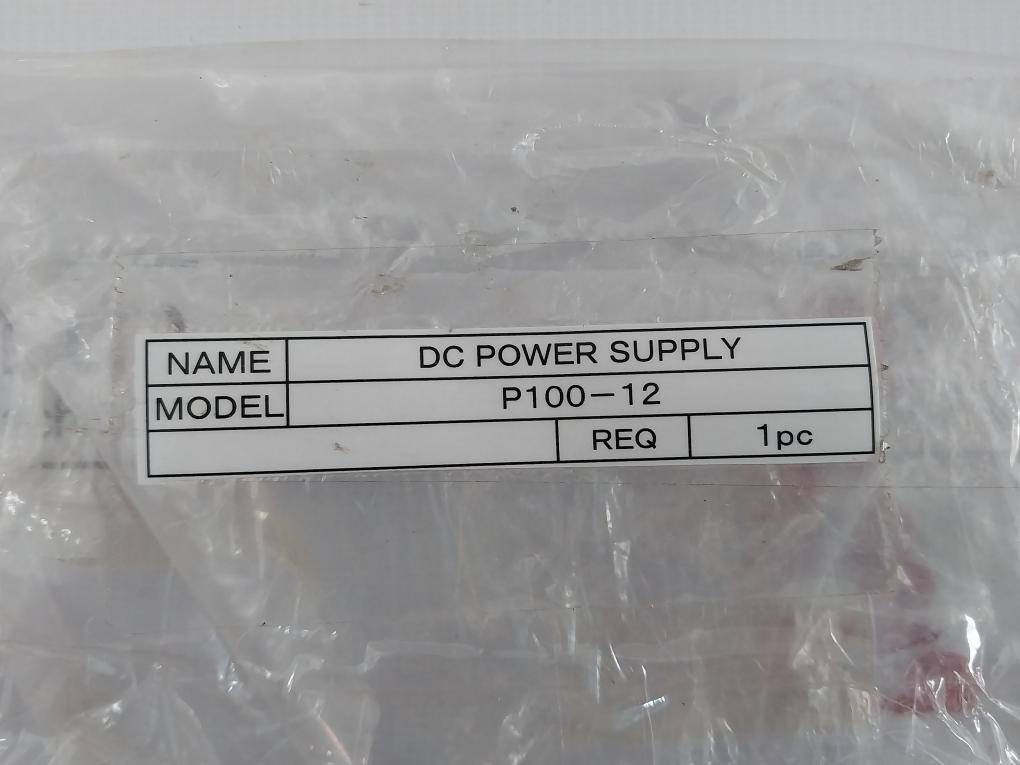 NAME DC POWER SUPPLY
MODEL P100-12
REQ 1pc